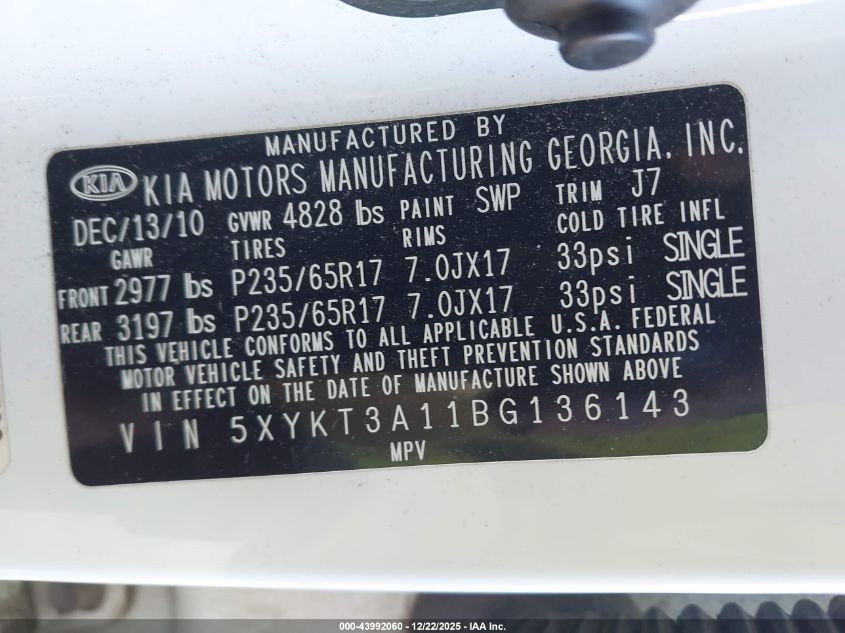 MANUFACTURED BY
KIA KIA MOTORS MANUFACTURING GEORGIA, INC.
DEC/13/10 GVWR 4828 lbs PAINT SWP TRIM J7
GAWR TIRES RIMS COLD TIRE INFL
FRONT 2977 lbs P235/65R17 7.0JX17 33psi SINGLE
REAR 3197 lbs P235/65R17 7.0JX17 33psi SINGLE
THIS VEHICLE CONFORMS TO ALL APPLICABLE U.S.A. FEDERAL
MOTOR VEHICLE SAFETY AND THEFT PREVENTION STANDARDS
IN EFFECT ON THE DATE OF MANUFACTURE SHOWN ABOVE
VIN 5XYKT3A11BG136143
MPV
000-43992060 - 12/22/2025 - IAA Inc.